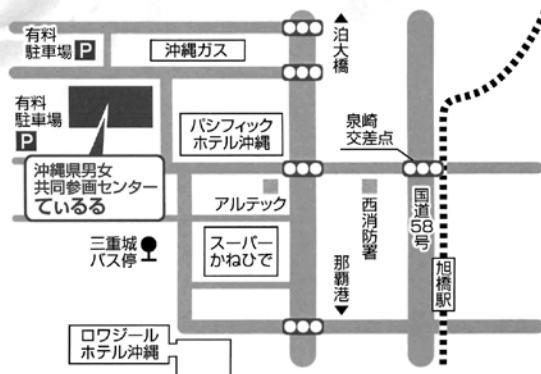 有料
駐車場 P
沖縄ガス
▲
泊大橋
有料
駐車場
P
パシフィック
ホテル沖縄
泉崎
交差点
沖縄県男女
共同参画センター
ているる
アルテック
西消防署
国道58号
三重城
バス停
スーパー
かねひで
那覇港
▼
旭橋駅
ロワジール
ホテル沖縄